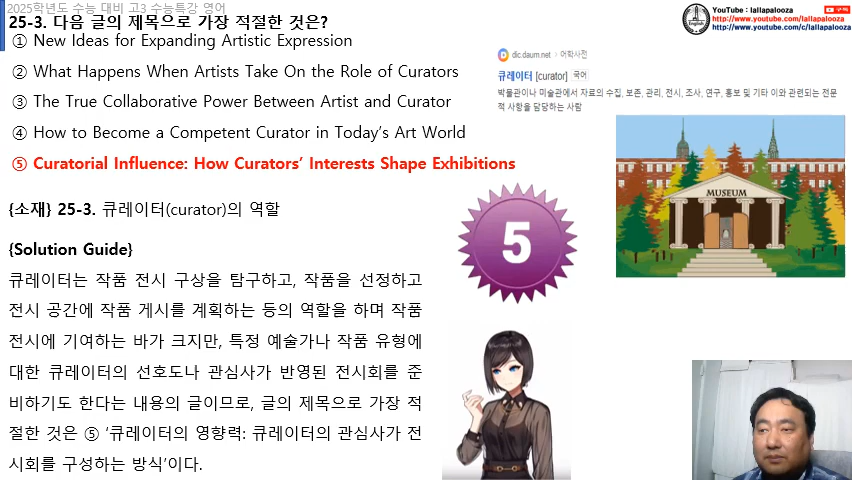 2025학년도 수능 대비 고3 수능특강 영어
25-3. 다음 글의 제목으로 가장 적절한 것은?
① New Ideas for Expanding Artistic Expression
② What Happens When Artists Take On the Role of Curators
③ The True Collaborative Power Between Artist and Curator
④ How to Become a Competent Curator in Today's Art World
⑤ Curatorial Influence: How Curators' Interests Shape Exhibitions
{소재} 25-3. 큐레이터(curator)의 역할
{Solution Guide}
큐레이터는 작품 전시 구상을 탐구하고, 작품을 선정하고
전시 공간에 작품 게시를 계획하는 등의 역할을 하며 작품
전시에 기여하는 바가 크지만, 특정 예술가나 작품 유형에
대한 큐레이터의 선호도나 관심사가 반영된 전시회를 준
비하기도 한다는 내용의 글이므로, 글의 제목으로 가장 적
절한 것은 ⑤ '큐레이터의 영향력: 큐레이터의 관심사가 전
시회를 구성하는 방식'이다.
YouTube : lallapalooza
구독
http://www.youtube.com/lallapalooza
http://www.youtube.com/c/lallapalooza
English
dic.daum.net › 어학사전
큐레이터 [curator] 국어
박물관이나 미술관에서 자료의 수집, 보존, 관리, 전시, 조사, 연구, 홍보 및 기타 이와 관련되는 전문
적 사항을 담당하는 사람
MUSEUM
5